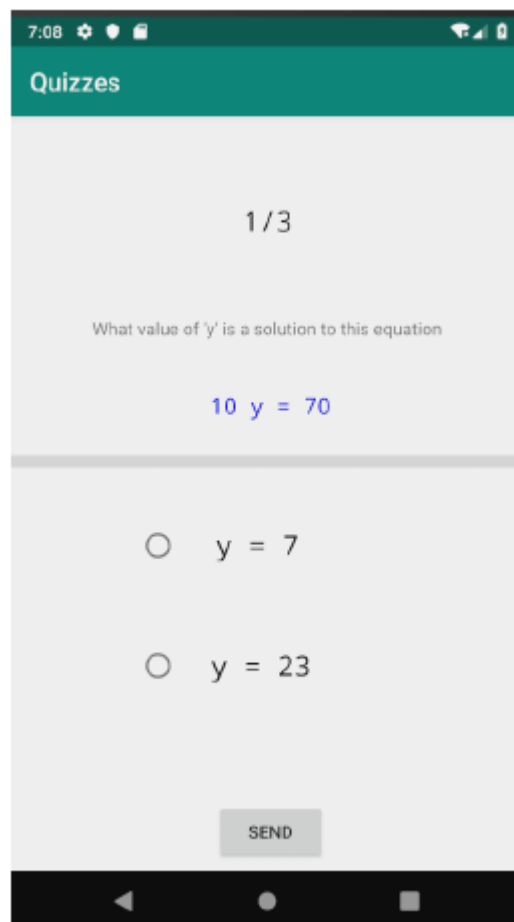 7:08
Quizzes
1/3
What value of 'y' is a solution to this equation
10 y = 70
y = 7
y = 23
SEND